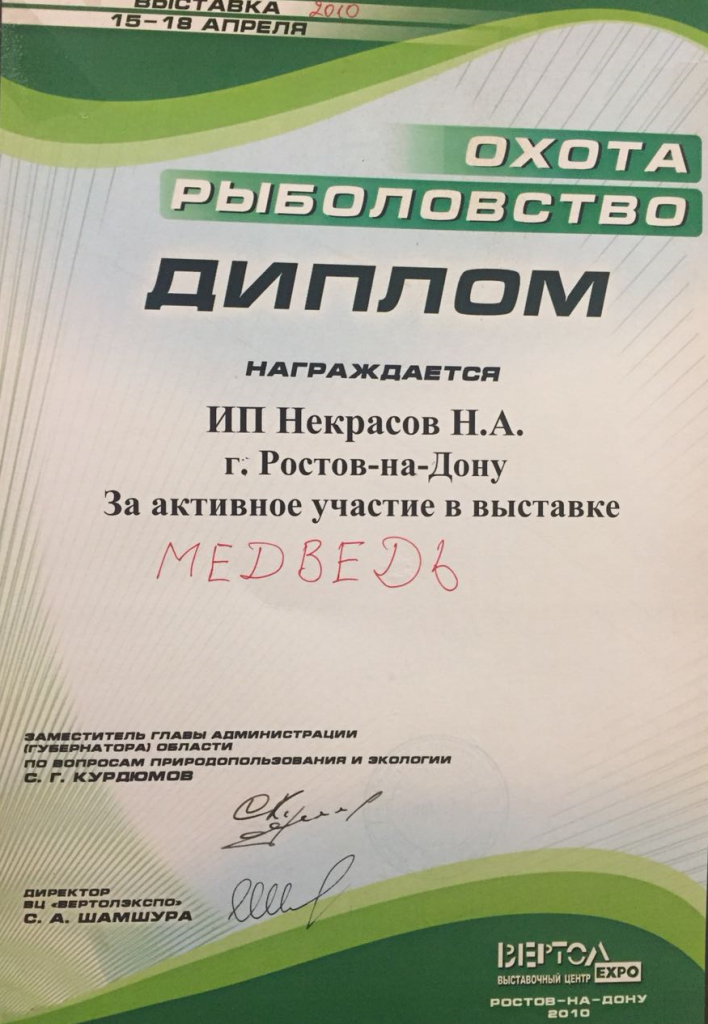 ВЫСТАВКА 2010
15-18 АПРЕЛЯ
ОХОТА
РЫБОЛОВСТВО
ДИПЛОМ
НАГРАЖДАЕТСЯ
ИП Некрасов Н.А.
г. Ростов-на-Дону
За активное участие в выставке
МЕДВЕДЬ
ЗАМЕСТИТЕЛЬ ГЛАВЫ АДМИНИСТРАЦИИ
(ГУБЕРНАТОРА) ОБЛАСТИ
ПО ВОПРОСАМ ПРИРОДОПОЛЬЗОВАНИЯ И ЭКОЛОГИИ
С. Г. КУРДЮМОВ
ДИРЕКТОР
ВЦ «ВЕРТОЛЭКСПО»
С. А. ШАМШУРА
ВЕРТОЛ
ВЫСТАВОЧНЫЙ ЦЕНТР EXPO
РОСТОВ-НА-ДОНУ
2010